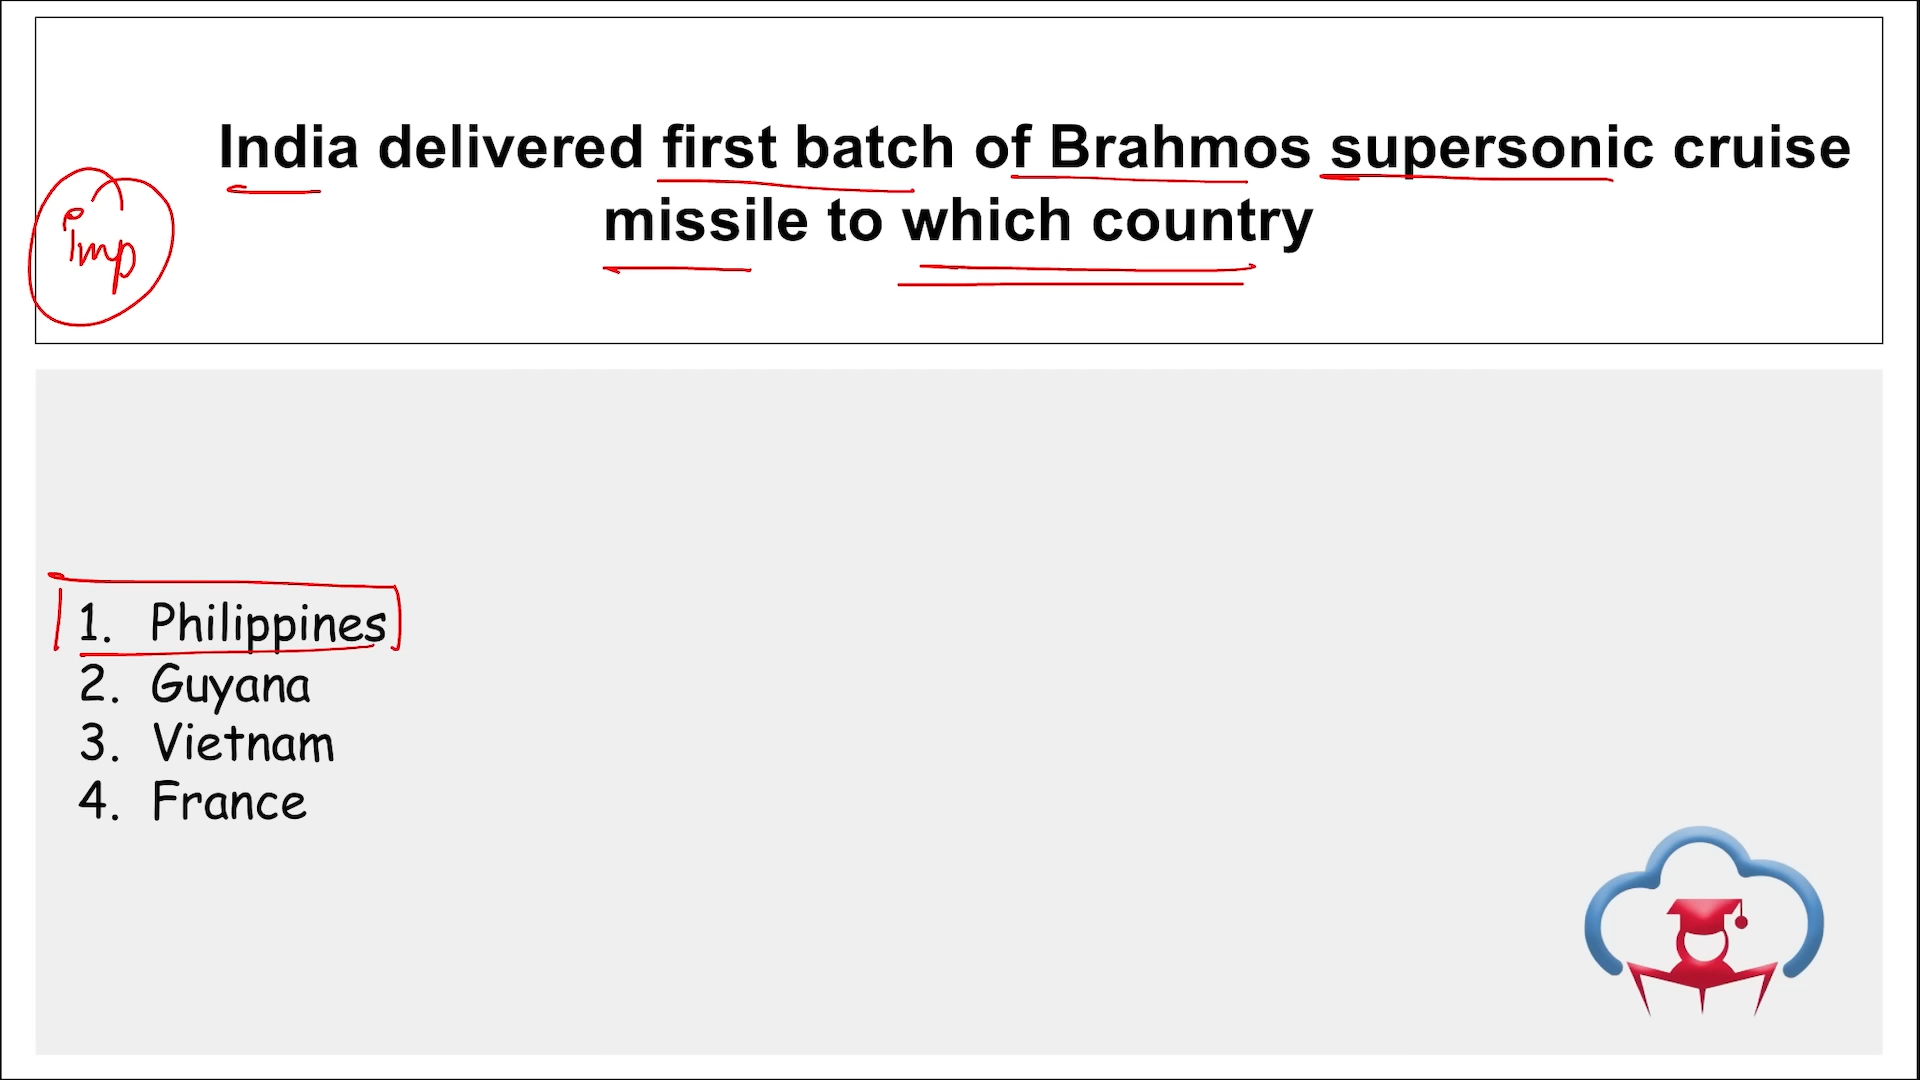 India delivered first batch of Brahmos supersonic cruise
missile to which country
imp
1. Philippines
2. Guyana
3. Vietnam
4. France